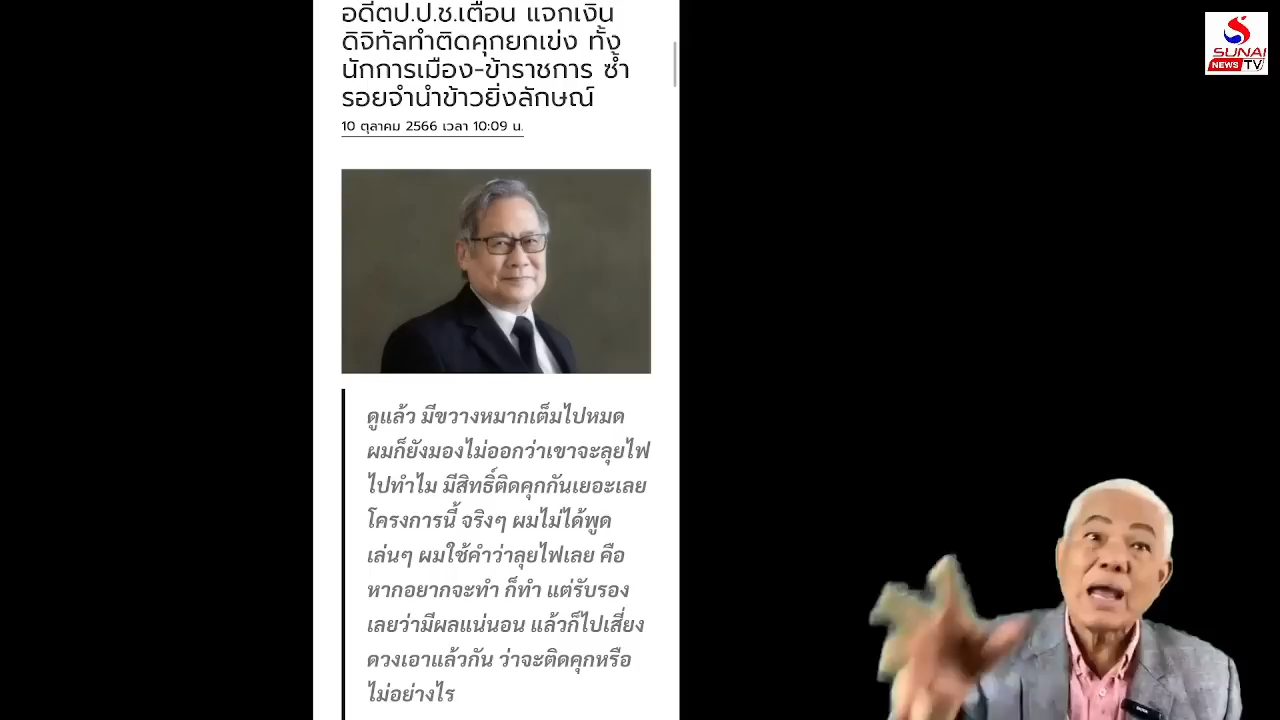 อดีตป.ป.ช.เตือน แจกเงิน
ดิจิทัลทำติดคุกยกเข่ง ทั้ง
นักการเมือง-ข้าราชการ ซ้ำ
รอยจำนำข้าวยิ่งลักษณ์
10 ตุลาคม 2566 เวลา 10:09 น.
ดูแล้ว มีขวางหมากเต็มไปหมด
ผมก็ยังมองไม่ออกว่าเขาจะลุยไฟ
ไปทำไม มีสิทธิ์ติดคุกกันเยอะเลย
โครงการนี้ จริงๆ ผมไม่ได้พูด
เล่นๆ ผมใช้คำว่าลุยไฟเลย คือ
หากอยากจะทำ ก็ทำ แต่รับรอง
เลยว่ามีผลแน่นอน แล้วก็ไปเสี่ยง
ดวงเอาแล้วกัน ว่าจะติดคุกหรือ
ไม่อย่างไร
SUNAI
NEWS TV